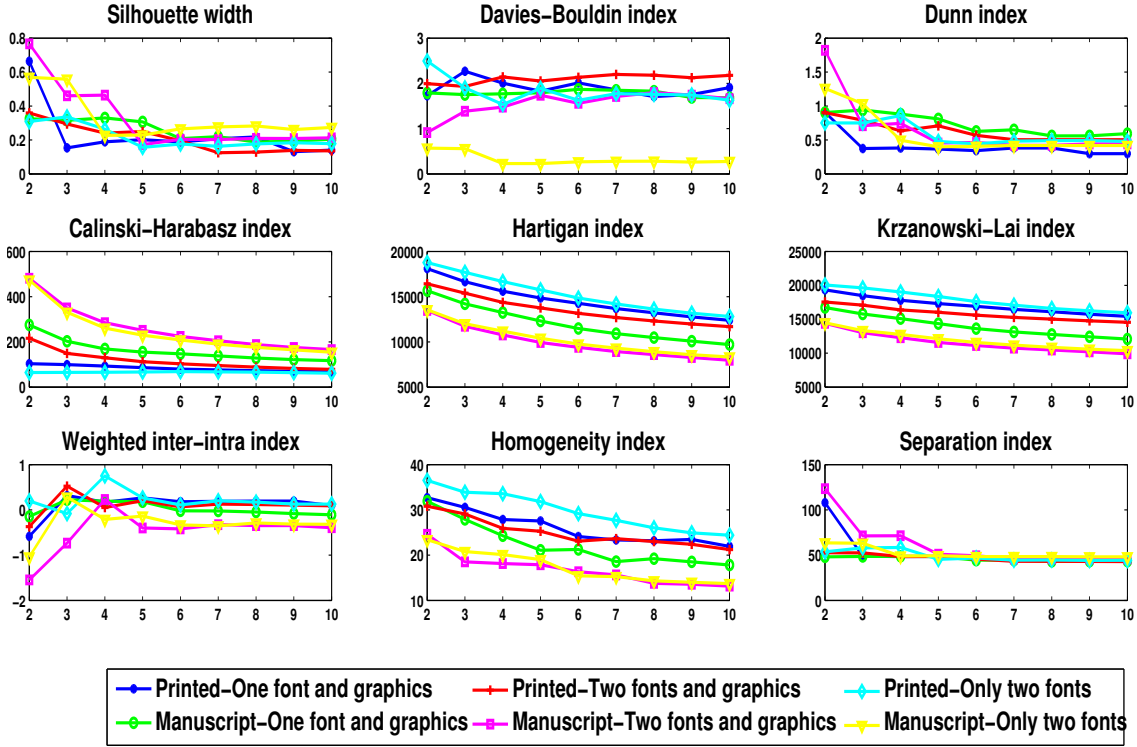 Silhouette width
0.8
0.6
0.4
0.2
0
2 3 4 5 6 7 8 9 10
Davies−Bouldin index
3
2
1
0
2 3 4 5 6 7 8 9 10
Dunn index
2
1.5
1
0.5
0
2 3 4 5 6 7 8 9 10
Calinski−Harabasz index
600
400
200
0
2 3 4 5 6 7 8 9 10
Hartigan index
20000
15000
10000
5000
2 3 4 5 6 7 8 9 10
Krzanowski−Lai index
25000
20000
15000
10000
5000
2 3 4 5 6 7 8 9 10
Weighted inter−intra index
1
0
−1
−2
2 3 4 5 6 7 8 9 10
Homogeneity index
40
30
20
10
2 3 4 5 6 7 8 9 10
Separation index
150
100
50
0
2 3 4 5 6 7 8 9 10
Printed−One font and graphics
Printed−Two fonts and graphics
Printed−Only two fonts
Manuscript−One font and graphics
Manuscript−Two fonts and graphics
Manuscript−Only two fonts